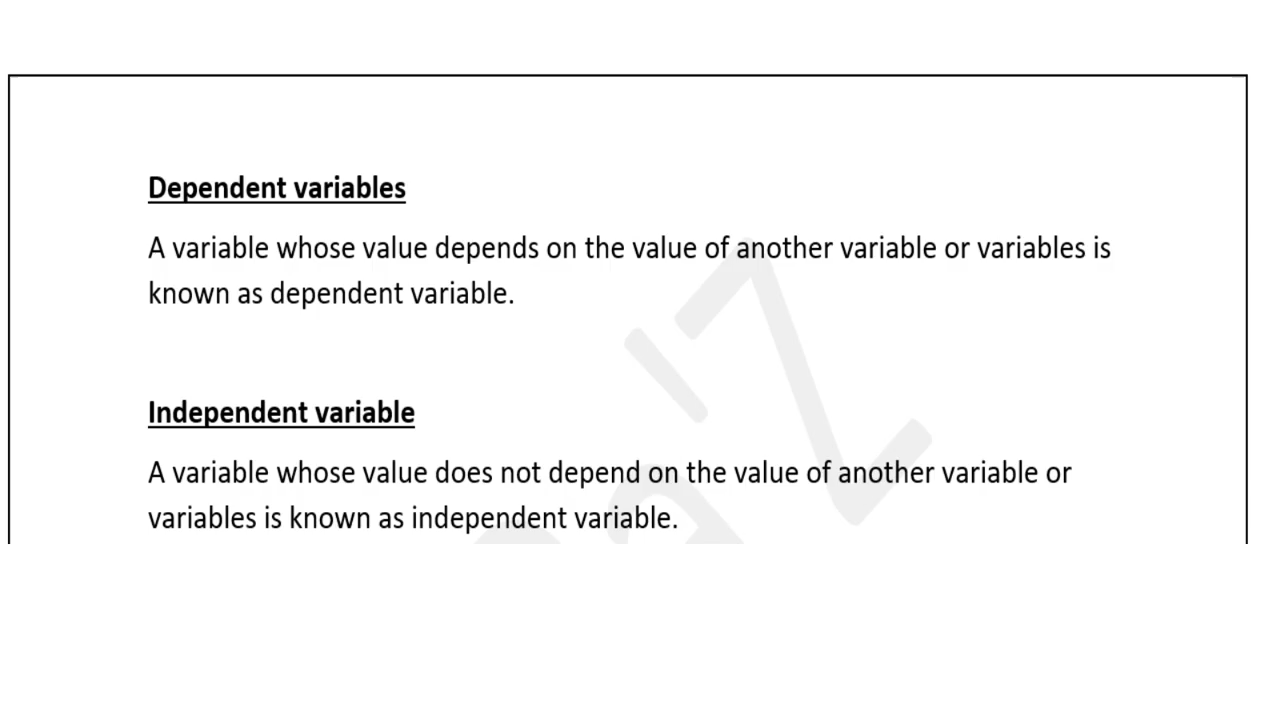 Dependent variables
A variable whose value depends on the value of another variable or variables is
known as dependent variable.
Independent variable
A variable whose value does not depend on the value of another variable or
variables is known as independent variable.